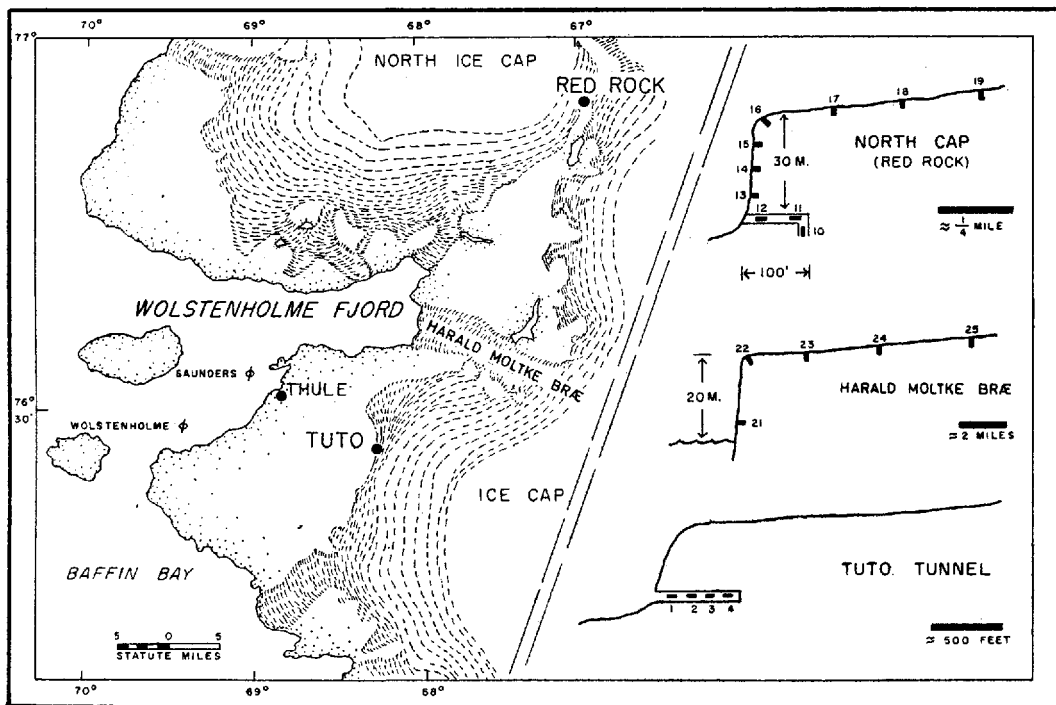 70°
69°
68°
67°
77°
NORTH ICE CAP
RED ROCK
WOLSTENHOLME FJORD
HARALD MOLTKE BRÆ
SAUNDERS ϕ
THULE
76°
30'
WOLSTENHOLME ϕ
TUTO
ICE CAP
BAFFIN BAY
5 0 5
STATUTE MILES
70°
69°
68°
16
17
18
19
15
30 M.
14
13
12
11
10
NORTH CAP
(RED ROCK)
≈ 1/4 MILE
100'
22
23
24
25
20 M.
21
HARALD MOLTKE BRÆ
≈ 2 MILES
TUTO TUNNEL
1 2 3 4
≈ 500 FEET